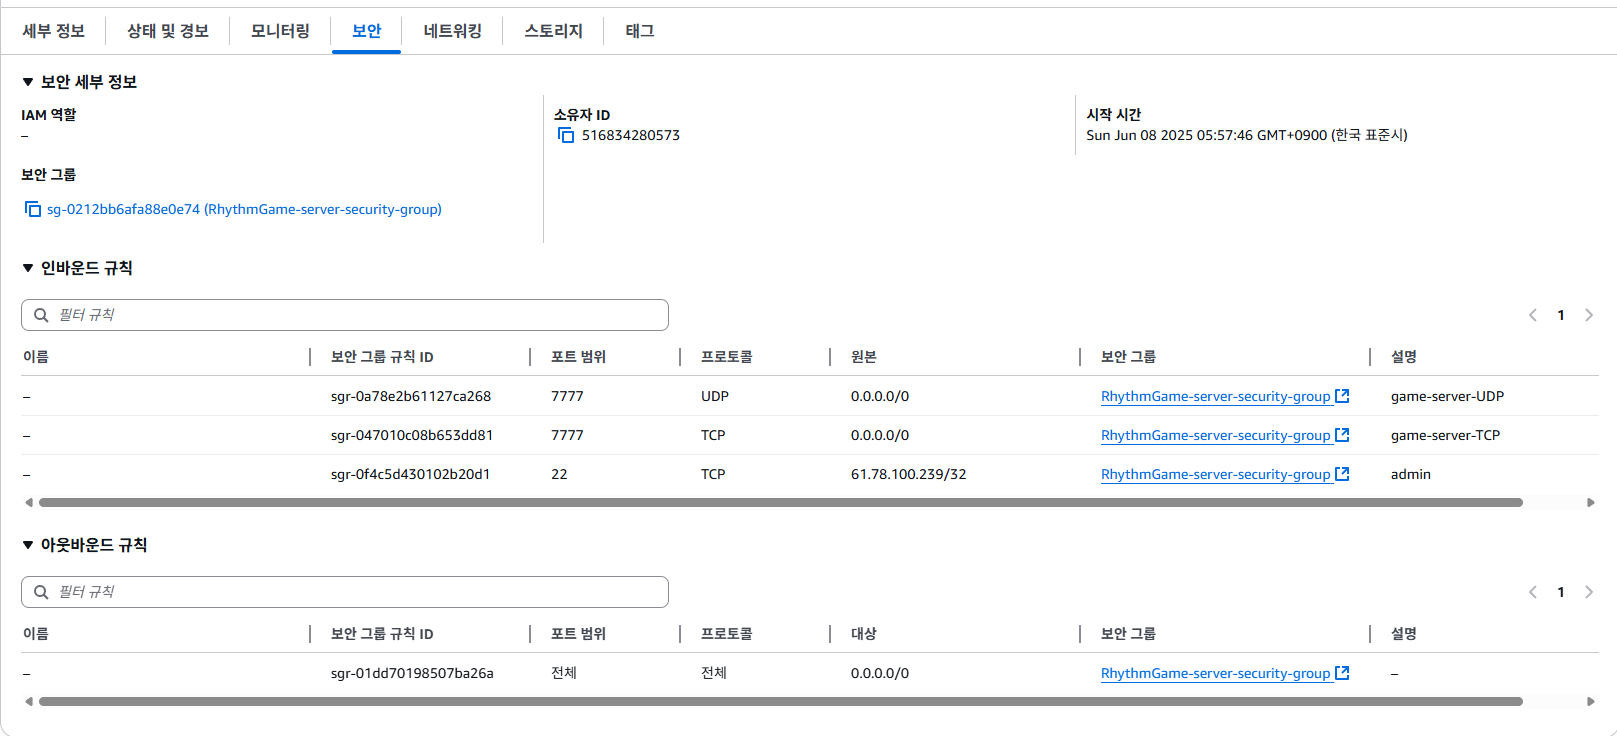 세부 정보 상태 및 경보 모니터링 보안 네트워킹 스토리지 태그
▼ 보안 세부 정보
IAM 역할
–
소유자 ID
516834280573
시작 시간
Sun Jun 08 2025 05:57:46 GMT+0900 (한국 표준시)
보안 그룹
sg-0212bb6afa88e0e74 (RhythmGame-server-security-group)
▼ 인바운드 규칙
필터 규칙
1
이름 보안 그룹 규칙 ID 포트 범위 프로토콜 원본 보안 그룹 설명
– sgr-0a78e2b61127ca268 7777 UDP 0.0.0.0/0 RhythmGame-server-security-group game-server-UDP
– sgr-047010c08b653dd81 7777 TCP 0.0.0.0/0 RhythmGame-server-security-group game-server-TCP
– sgr-0f4c5d430102b20d1 22 TCP 61.78.100.239/32 RhythmGame-server-security-group admin
▼ 아웃바운드 규칙
필터 규칙
1
이름 보안 그룹 규칙 ID 포트 범위 프로토콜 대상 보안 그룹 설명
– sgr-01dd70198507ba26a 전체 전체 0.0.0.0/0 RhythmGame-server-security-group –